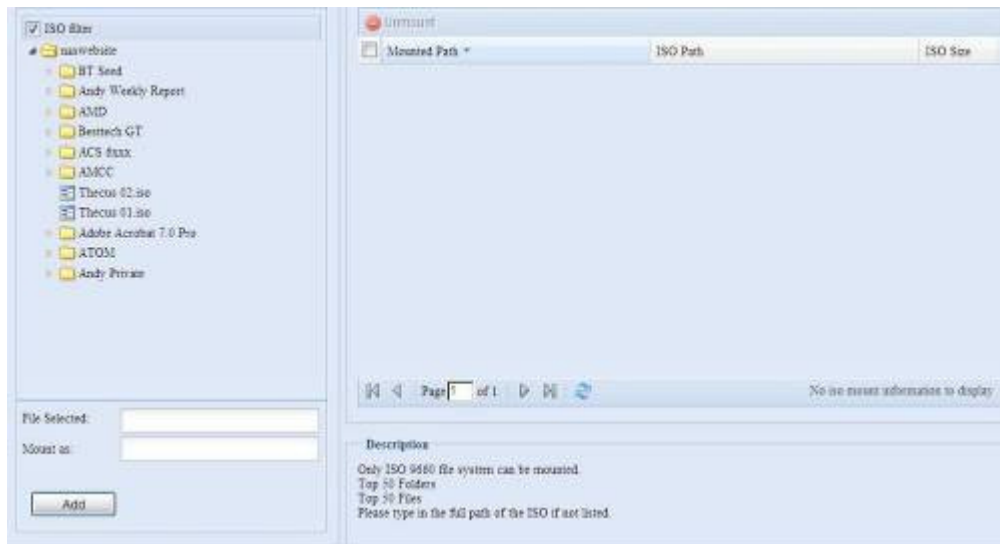 ISO filter
naswebsite
BT Seed
Andy Weekly Report
AMD
Besttech GT
ACS
AMCC
Thecus 02.iso
Thecus 01.iso
Adobe Acrobat 7.0 Pro
ATOM
Andy Private
File Selected:
Mount as:
Add
Unmount
Mounted Path ISO Path ISO Size
Page of 1 No iso mount information to display
Description
Only ISO 9660 file system can be mounted.
Top 50 Folders
Top 50 Files
Please type in the full path of the ISO if not listed.